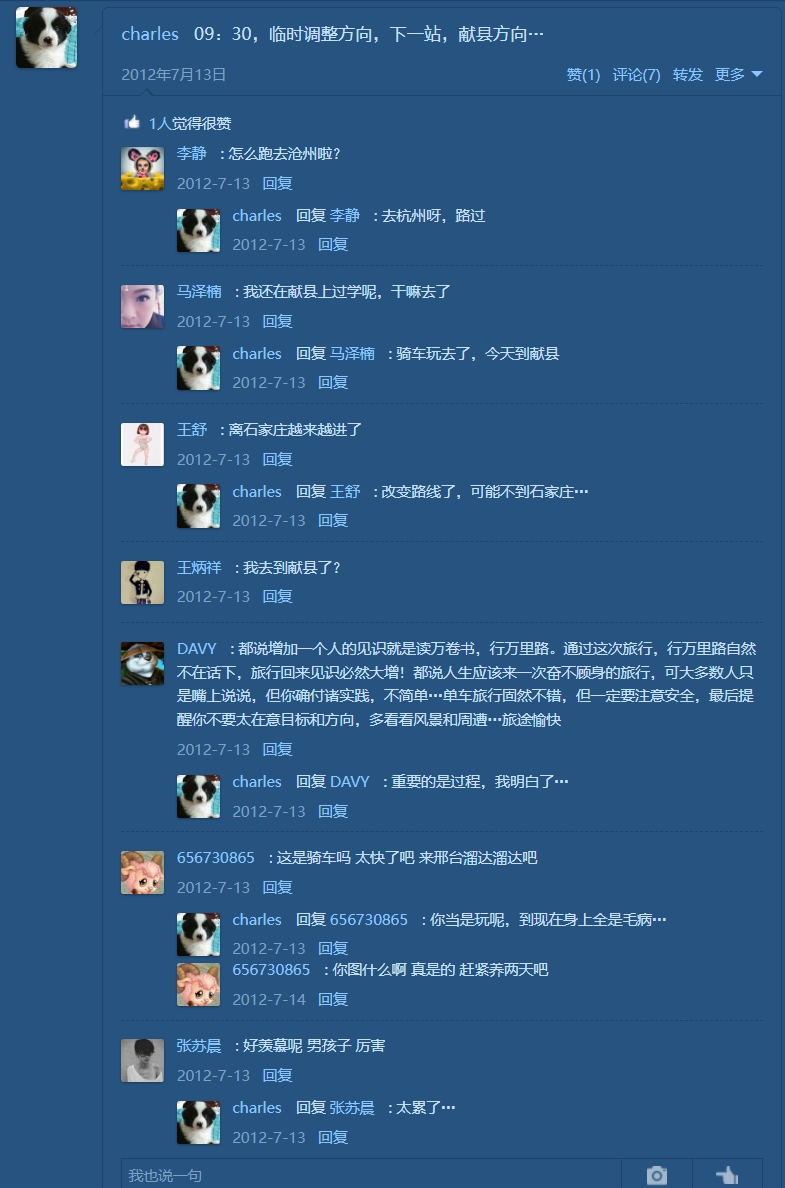 charles 09：30，临时调整方向，下一站，献县方向…
2012年7月13日 赞(1) 评论(7) 转发 更多
1人觉得很赞
李静 : 怎么跑去沧州啦？
2012-7-13 回复
charles 回复 李静 : 去杭州呀，路过
2012-7-13 回复
马泽楠 : 我还在献县上过学呢，干嘛去了
2012-7-13 回复
charles 回复 马泽楠 : 骑车玩去了，今天到献县
2012-7-13 回复
王舒 : 离石家庄越来越进了
2012-7-13 回复
charles 回复 王舒 : 改变路线了，可能不到石家庄…
2012-7-13 回复
王炳祥 : 我去到献县了？
2012-7-13 回复
DAVY : 都说增加一个人的见识就是读万卷书，行万里路。通过这次旅行，行万里路自然
不在话下，旅行回来见识必然大增！都说人生应该来一次奋不顾身的旅行，可大多数人只
是嘴上说说，但你确付诸实践，不简单…单车旅行固然不错，但一定要注意安全，最后提
醒你不要太在意目标和方向，多看看风景和周遭…旅途愉快
2012-7-13 回复
charles 回复 DAVY : 重要的是过程，我明白了…
2012-7-13 回复
656730865 : 这是骑车吗 太快了吧 来邢台溜达溜达吧
2012-7-13 回复
charles 回复 656730865 : 你当是玩呢，到现在身上全是毛病…
2012-7-13 回复
656730865 : 你图什么啊 真是的 赶紧养两天吧
2012-7-14 回复
张苏晨 : 好羡慕呢 男孩子 厉害
2012-7-13 回复
charles 回复 张苏晨 : 太累了…
2012-7-13 回复
我也说一句